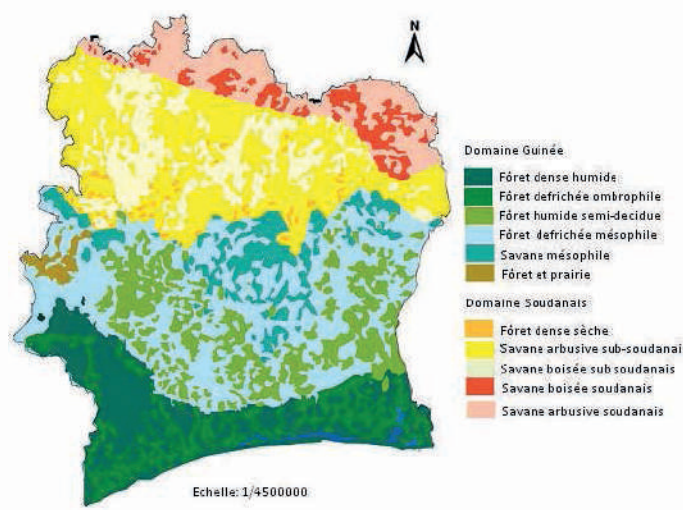 N
Domaine Guinée
Fôret dense humide
Fôret defrichée ombrophile
Fôret humide semi-decidue
Fôret defrichée mésophile
Savane mésophile
Fôret et prairie
Domaine Soudanais
Fôret dense sèche
Savane arbusive sub-soudanai
Savane boisée sub soudanais
Savane boisée soudanais
Savane arbusive soudanais
Echelle: 1/4500000